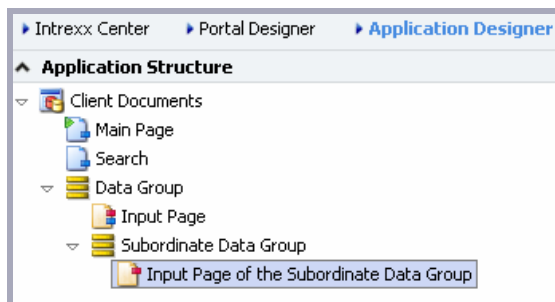 Intrexx Center Portal Designer Application Designer
Application Structure
Client Documents
Main Page
Search
Data Group
Input Page
Subordinate Data Group
Input Page of the Subordinate Data Group